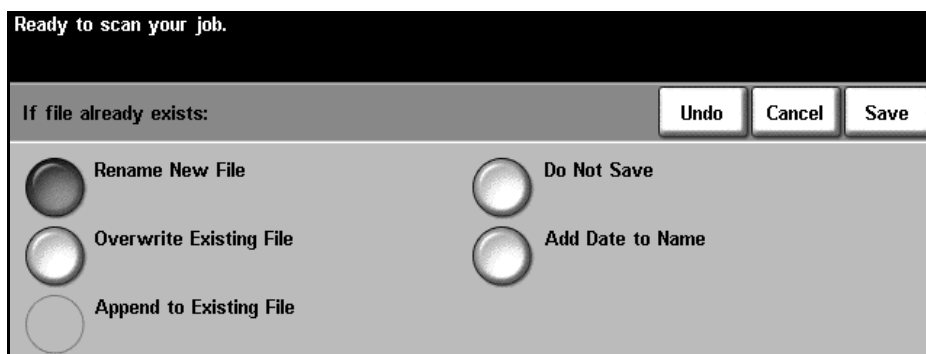 Ready to scan your job.
If file already exists:
Undo
Cancel
Save
Rename New File
Do Not Save
Overwrite Existing File
Add Date to Name
Append to Existing File